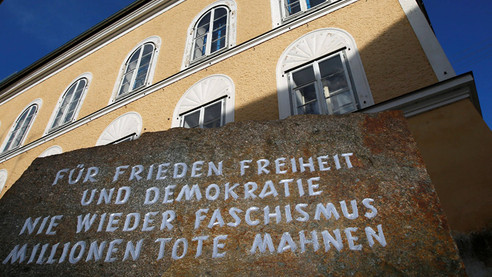 FÜR FRIEDEN FREIHEIT
UND DEMOKRATIE
NIE WIEDER FASCHISMUS
MILLIONEN TOTE MAHNEN